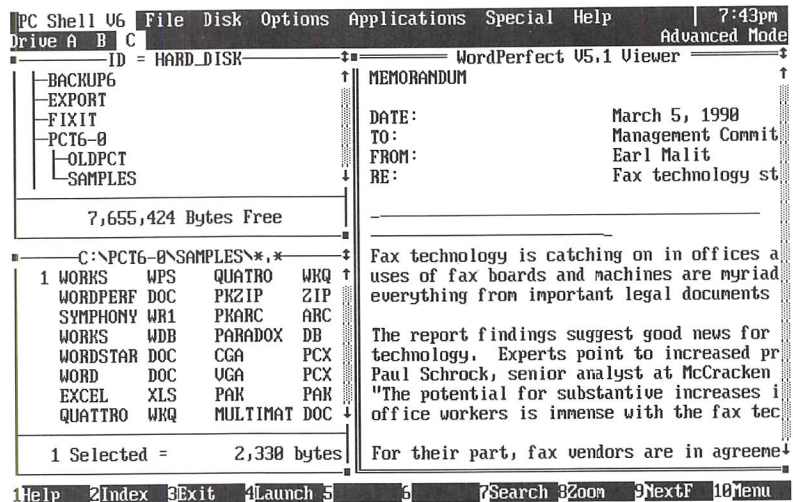 PC Shell V6 File Disk Options Applications Special Help 7:43pm
Drive A B C Advanced Mode
ID = HARD_DISK
BACKUP6
EXPORT
FIXIT
PCT6-0
OLDPCT
SAMPLES
7,655,424 Bytes Free
C:\PCT6-0\SAMPLES\*.*
1 WORKS WPS QUATRO WKQ
WORDPERF DOC PKZIP ZIP
SYMPHONY WR1 PKARC ARC
WORKS WDB PARADOX DB
WORDSTAR DOC CGA PCX
WORD DOC VGA PCX
EXCEL XLS PAK PAK
QUATTRO WKQ MULTIMAT DOC
1 Selected = 2,330 bytes
WordPerfect V5.1 Viewer
MEMORANDUM
DATE: March 5, 1990
TO: Management Commit
FROM: Earl Malit
RE: Fax technology st
Fax technology is catching on in offices a
uses of fax boards and machines are myriad
everything from important legal documents
The report findings suggest good news for
technology. Experts point to increased pr
Paul Schrock, senior analyst at McCracken
"The potential for substantive increases i
office workers is immense with the fax tec
For their part, fax vendors are in agreeme
1Help 2Index 3Exit 4Launch 5 6 7Search 8Zoom 9NextF 10Menu